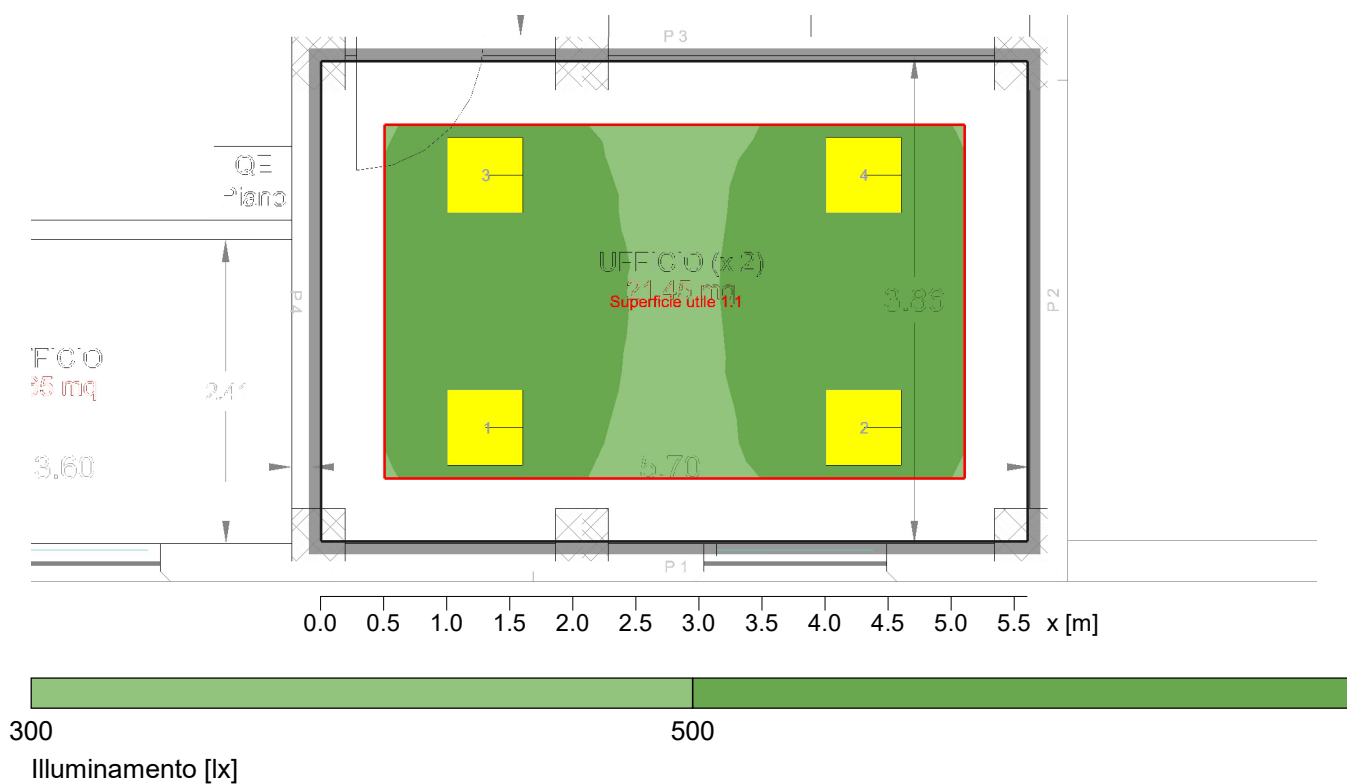 P 3
QE
Piano
3
4
UFFICIO (x 2)
21.45 mq
Superficie utile 1.1
3.85
P 4
P 2
2.41
1
2
3.60
5.70
P 1
0.0 0.5 1.0 1.5 2.0 2.5 3.0 3.5 4.0 4.5 5.0 5.5 x [m]
300 500
Illuminamento [lx]